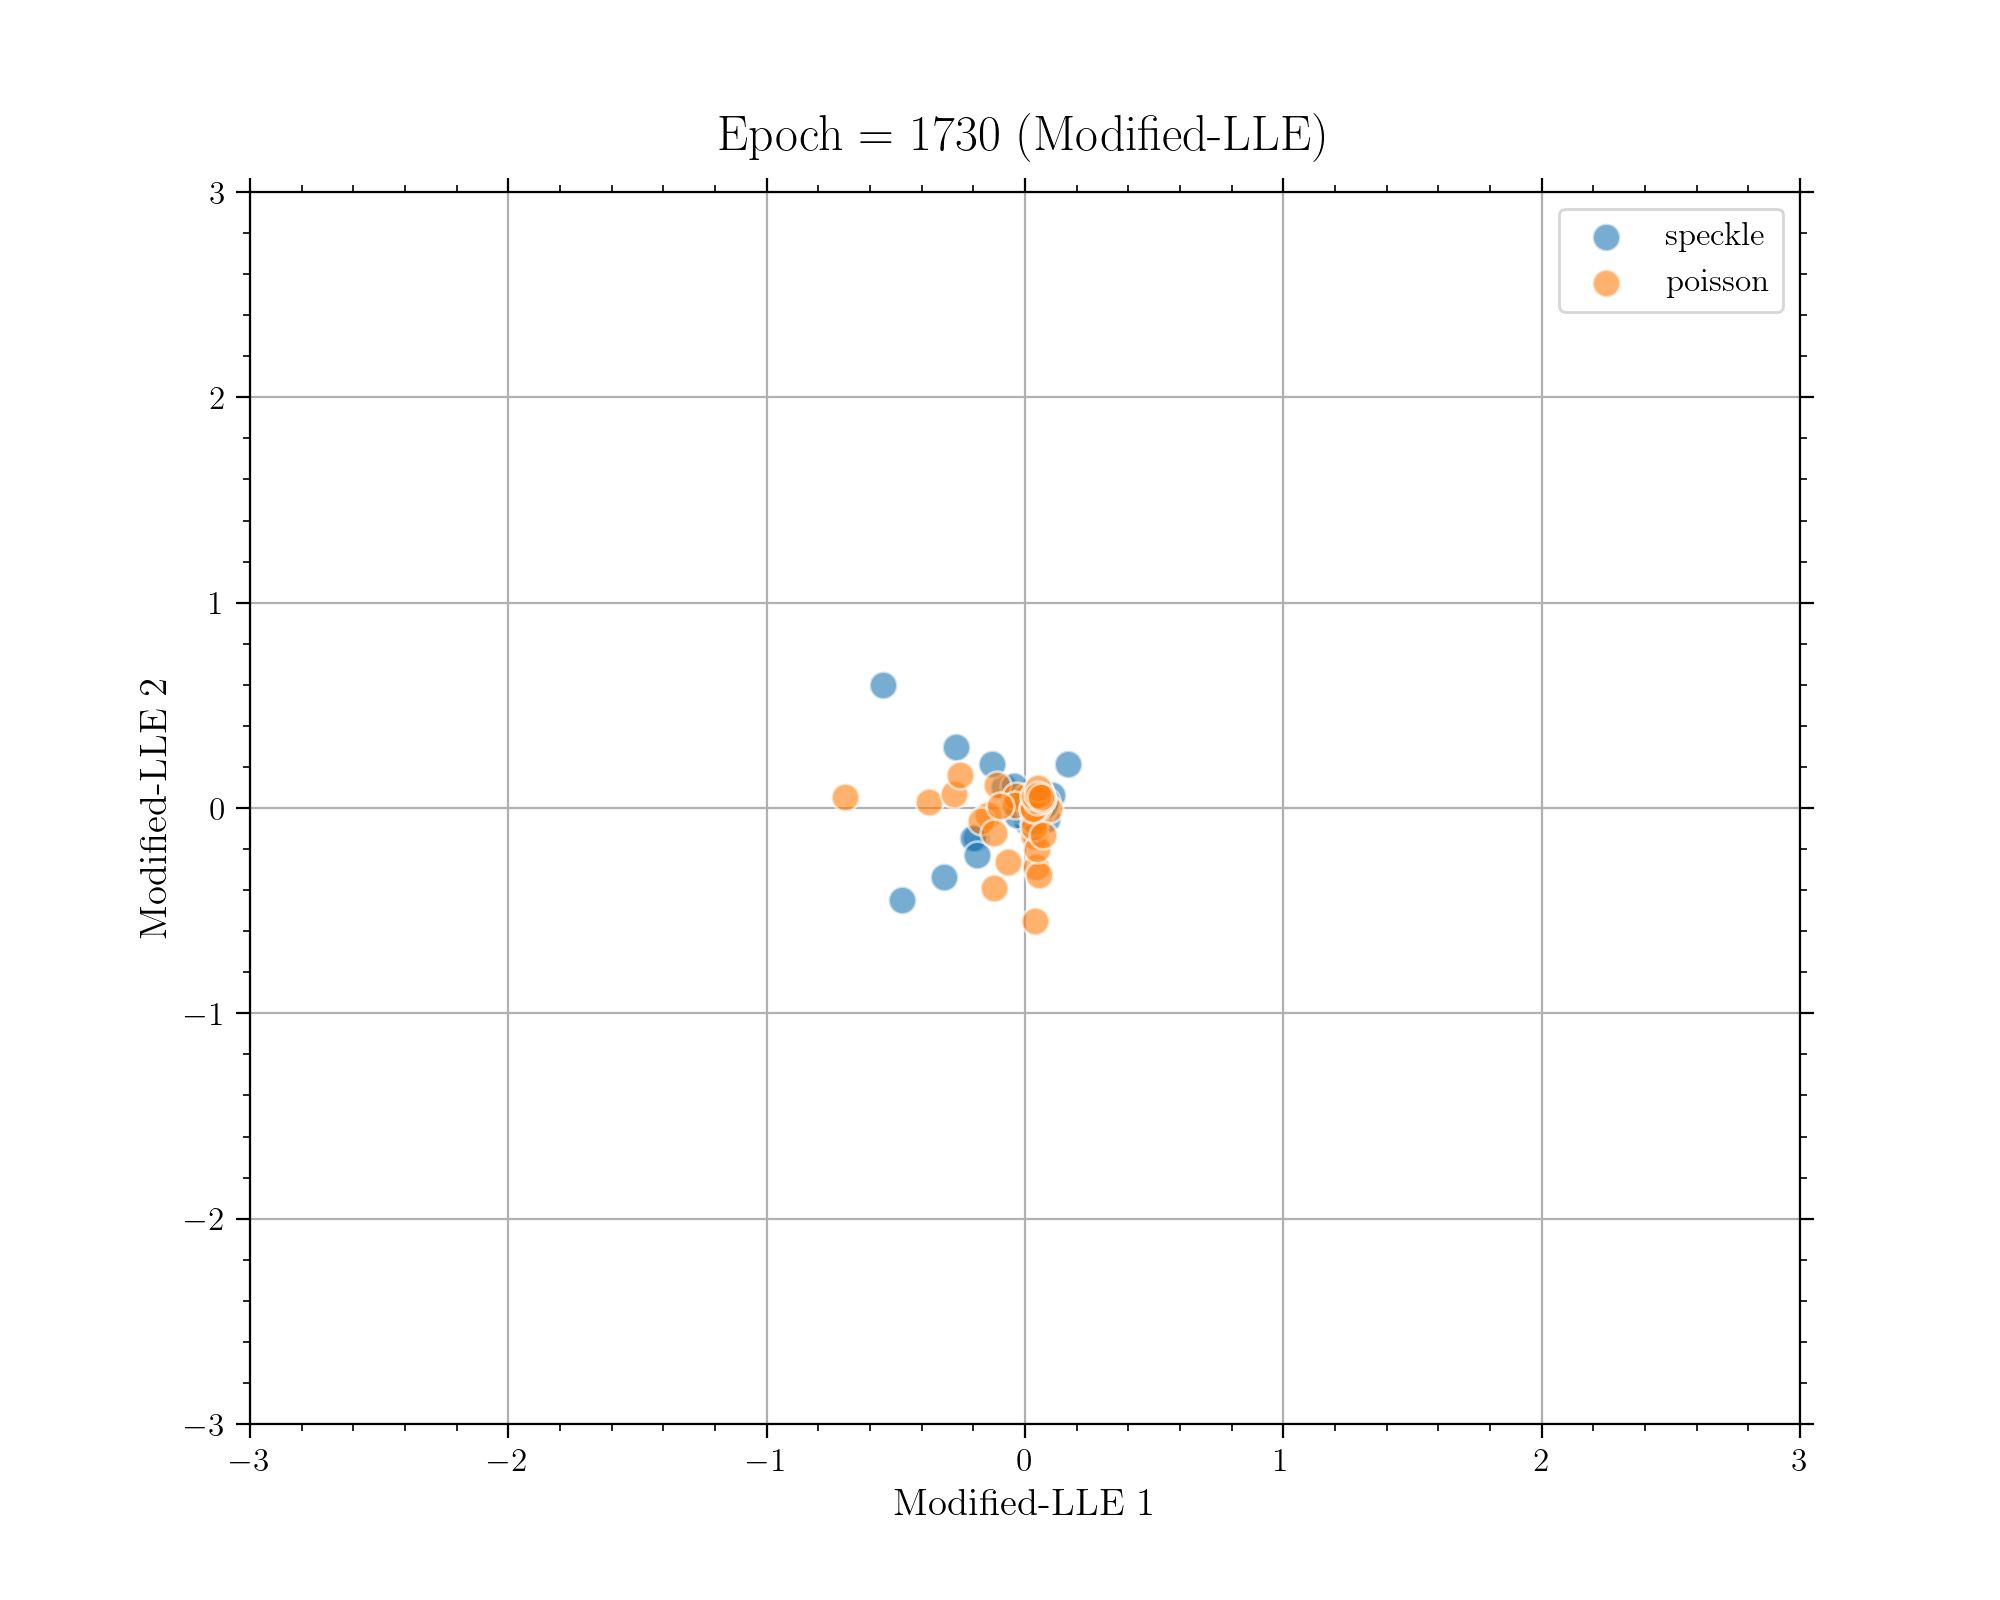 Epoch = 1730 (Modified-LLE)
speckle
poisson
3
2
1
0
−1
−2
−3
Modified-LLE 2
−3
−2
−1
0
1
2
3
Modified-LLE 1